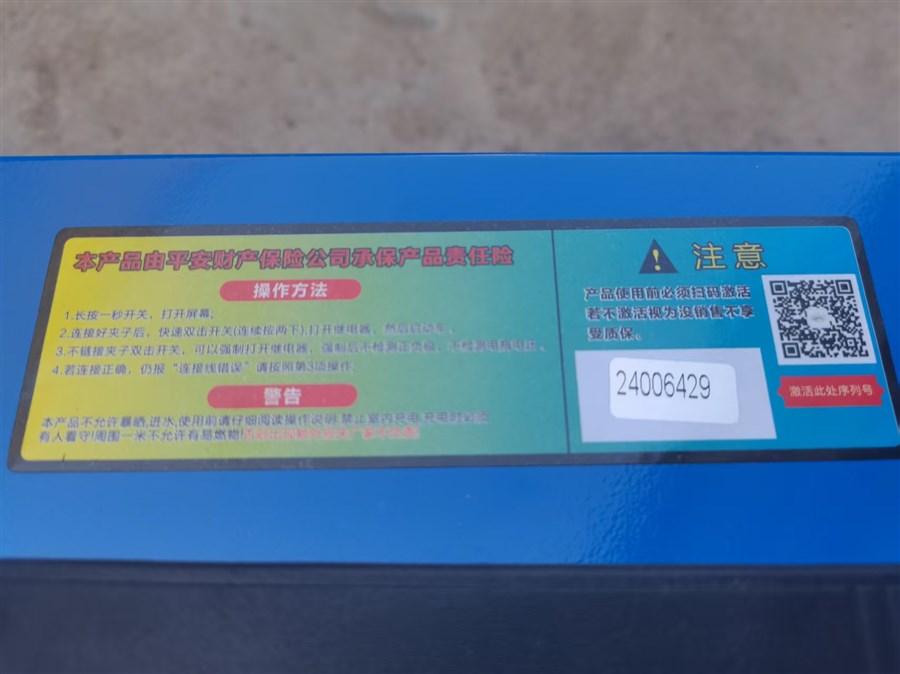 本产品由平安财产保险公司承保产品责任险
操作方法
1.长按一秒开关，打开屏幕;
2.连接好夹子后，快速双击开关(连续按两下),打开继电器，然后启动车。
3.不链接夹子双击开关，可以强制打开继电器，强制后不检测正负极，不检测电瓶电压。
4.若连接正确，仍报“连接线错误”请按照第3项操作。
警告
本产品不允许暴晒,进水,使用前请仔细阅读操作说明,禁止室内充电,充电时必须
有人看守!周围一米不允许有易燃物!
注意
产品使用前必须扫码激活
若不激活视为没销售不享
受质保。
24006429
激活此处序列号